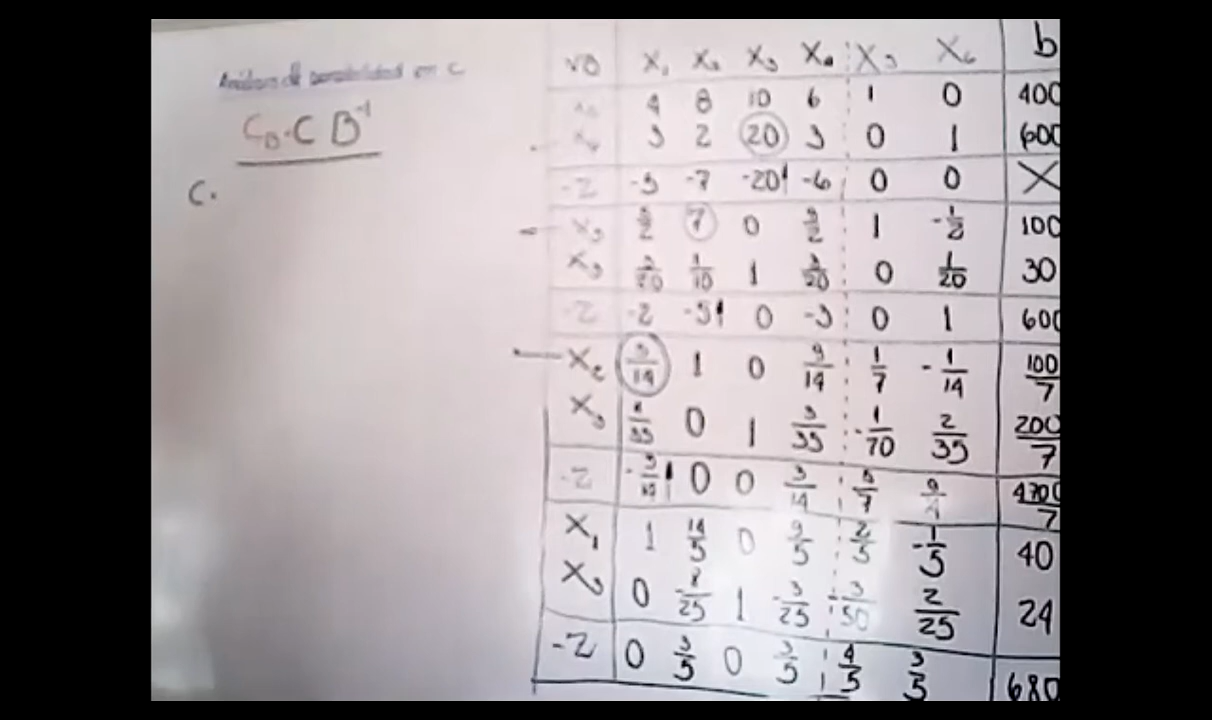 Análisis de sensibilidad en C
C_B - C B⁻¹
C.
VB X₁ X₂ X₃ X₄ X₅ X₆ b
X₅ 4 8 10 6 1 0 400
3 2 20 3 0 1 600
-Z -5 -7 -20 -6 0 0 X
X₅ 5/2 7 0 9/2 1 -1/2 100
X₃ 3/20 1/10 1 3/20 0 1/20 30
-Z -2 -5 0 -3 0 1 600
X₂ 5/14 1 0 9/14 1/7 -1/14 100/7
X₃ 0 1 3/35 -1/70 2/35 200/7
-Z -3/14 0 0 3/14 5/7 4700/7
X₁ 1 14/5 0 9/5 2/5 -1/5 40
X₃ 0 -8/25 1 -3/25 -3/50 2/25 24
-Z 0 3/5 0 3/5 4/5 3/5 680